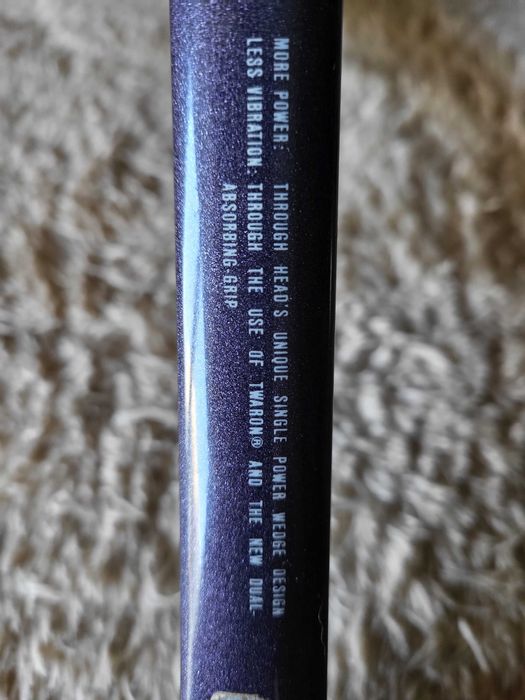 MORE POWER: THROUGH HEAD'S UNIQUE SINGLE POWER WEDGE DESIGN
LESS VIBRATION: THROUGH THE USE OF TWARON® AND THE NEW DUAL-
ABSORBING-GRIP